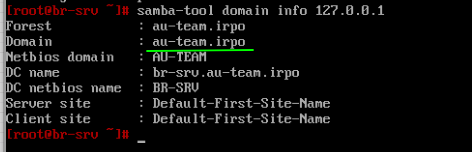 [root@br-srv ~]# samba-tool domain info 127.0.0.1
Forest : au-team.irpo
Domain : au-team.irpo
Netbios domain : AU-TEAM
DC name : br-srv.au-team.irpo
DC netbios name : BR-SRV
Server site : Default-First-Site-Name
Client site : Default-First-Site-Name
[root@br-srv ~]# _